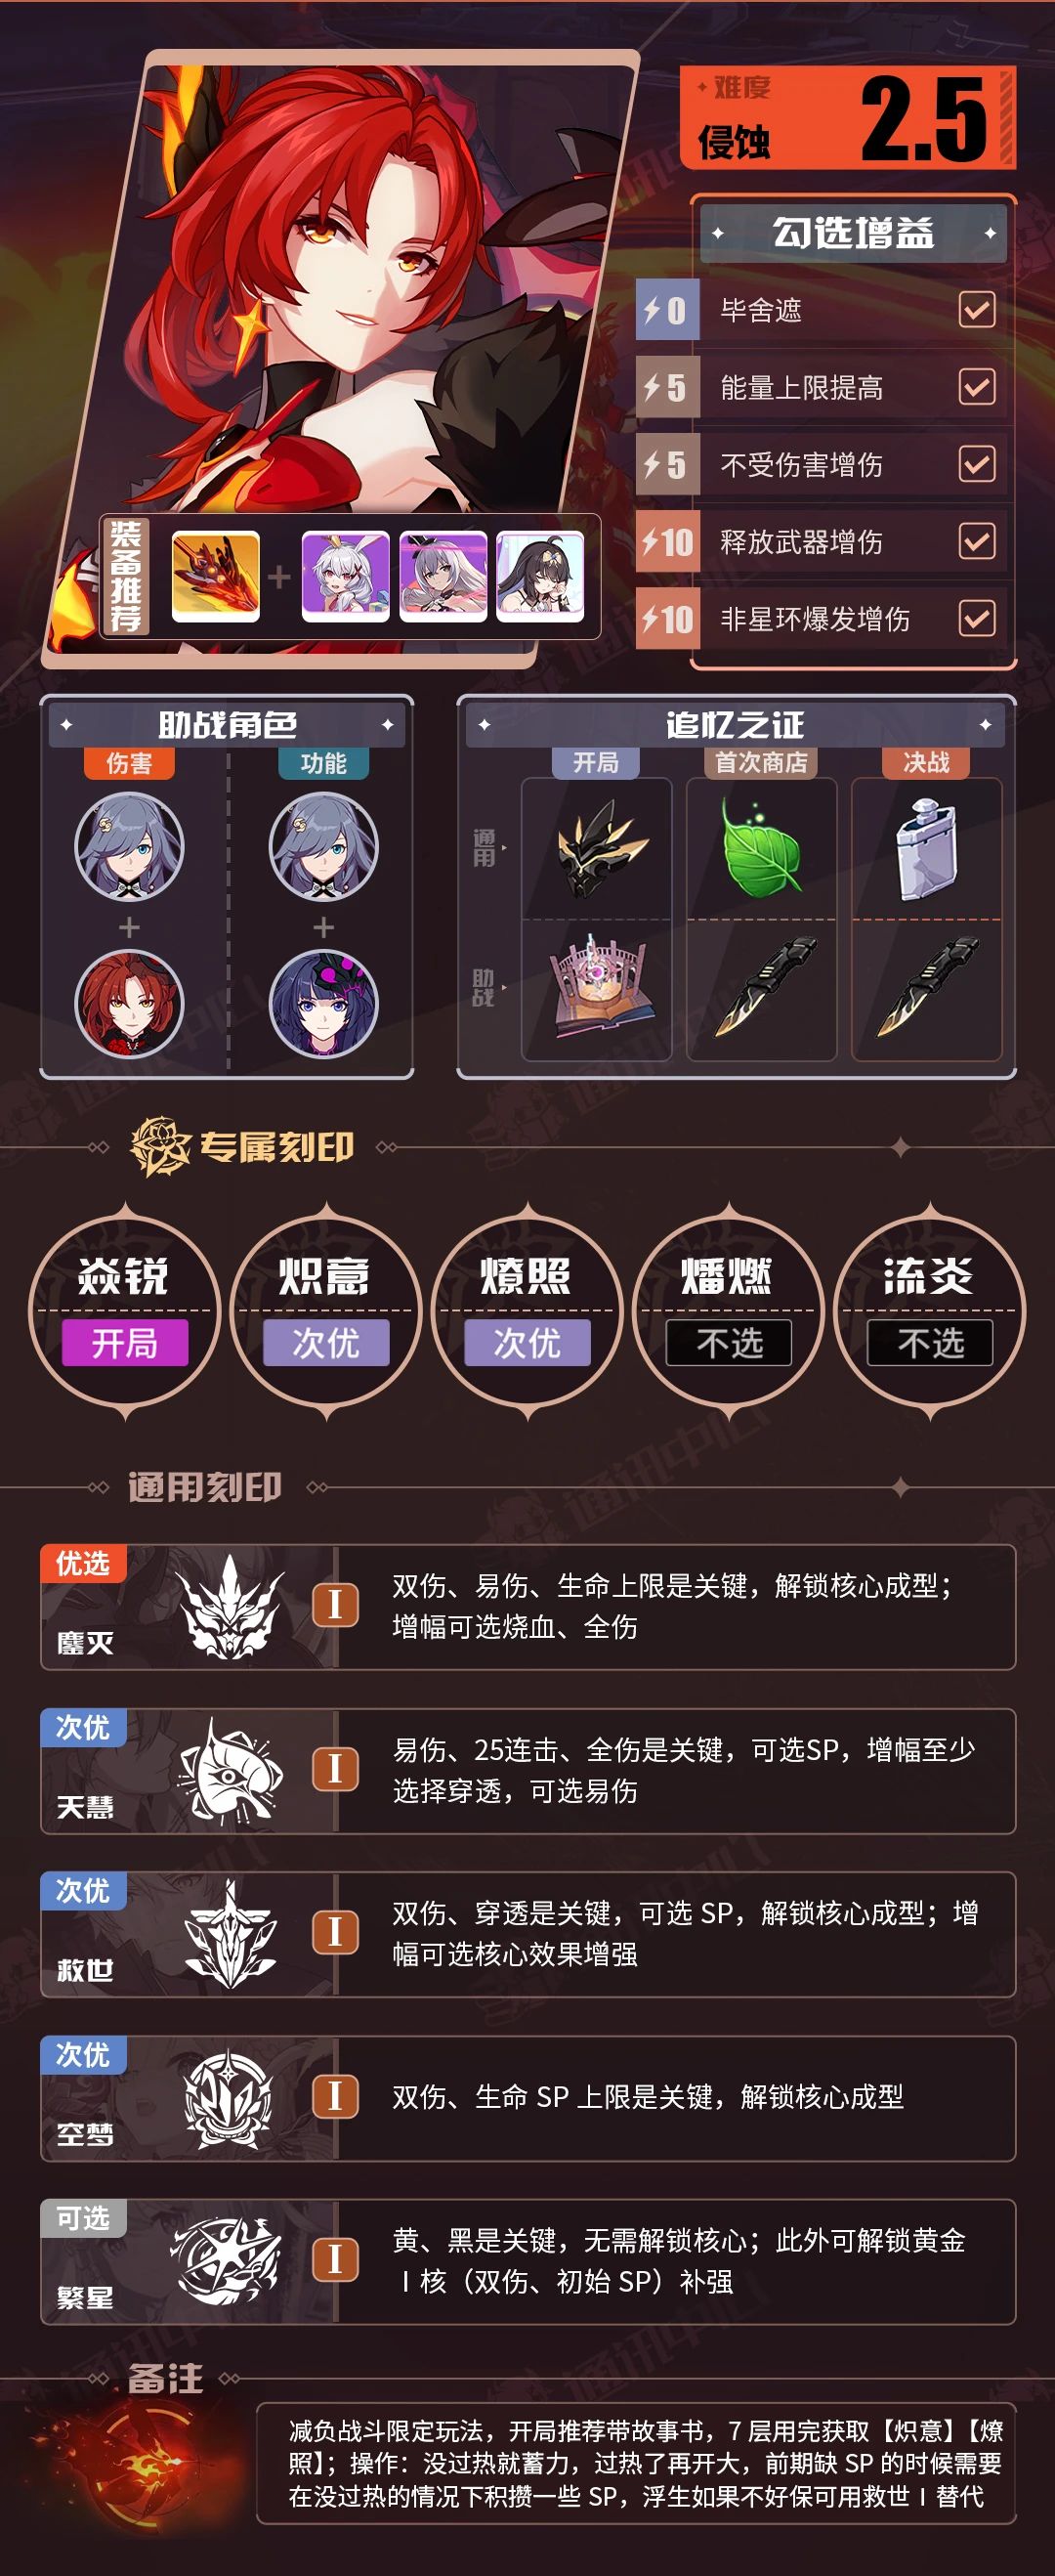 难度
侵蚀
2.5
勾选增益
0 毕舍遮
5 能量上限提高
5 不受伤害增伤
10 释放武器增伤
10 非星环爆发增伤
装备推荐
助战角色
伤害
功能
追忆之证
开局
首次商店
决战
通用
助战
专属刻印
焱锐
开局
炽意
次优
燎照
次优
燔燃
不选
流炎
不选
通用刻印
优选
鏖灭
I
双伤、易伤、生命上限是关键，解锁核心成型；
增幅可选烧血、全伤
次优
天慧
I
易伤、25连击、全伤是关键，可选SP，增幅至少
选择穿透，可选易伤
次优
救世
I
双伤、穿透是关键，可选 SP，解锁核心成型；增
幅可选核心效果增强
次优
空梦
I
双伤、生命 SP 上限是关键，解锁核心成型
可选
繁星
I
黄、黑是关键，无需解锁核心；此外可解锁黄金
Ⅰ核（双伤、初始 SP）补强
备注
减负战斗限定玩法，开局推荐带故事书，7 层用完获取【炽意】【燎
照】；操作：没过热就蓄力，过热了再开大，前期缺 SP 的时候需要
在没过热的情况下积攒一些 SP，浮生如果不好保可用救世Ⅰ替代
通讯中心